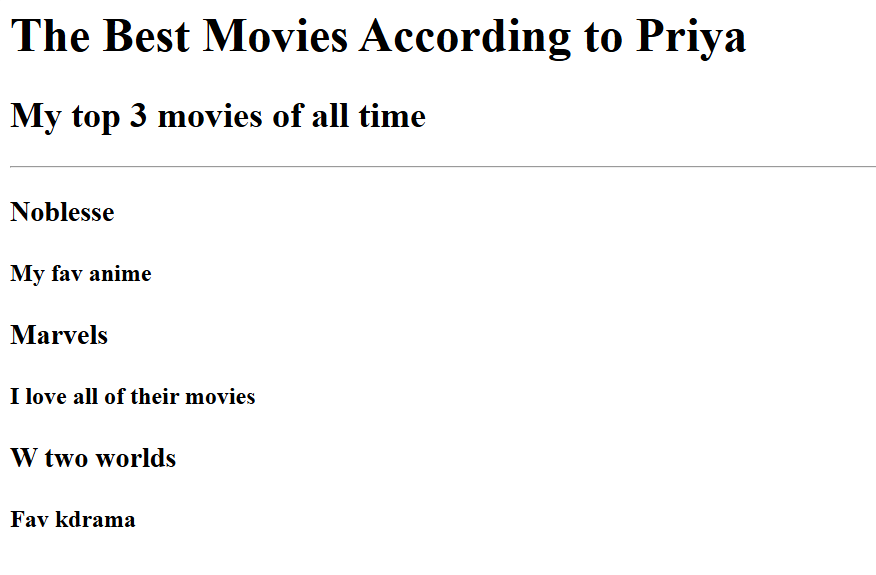 The Best Movies According to Priya
My top 3 movies of all time
Noblesse
My fav anime
Marvels
I love all of their movies
W two worlds
Fav kdrama